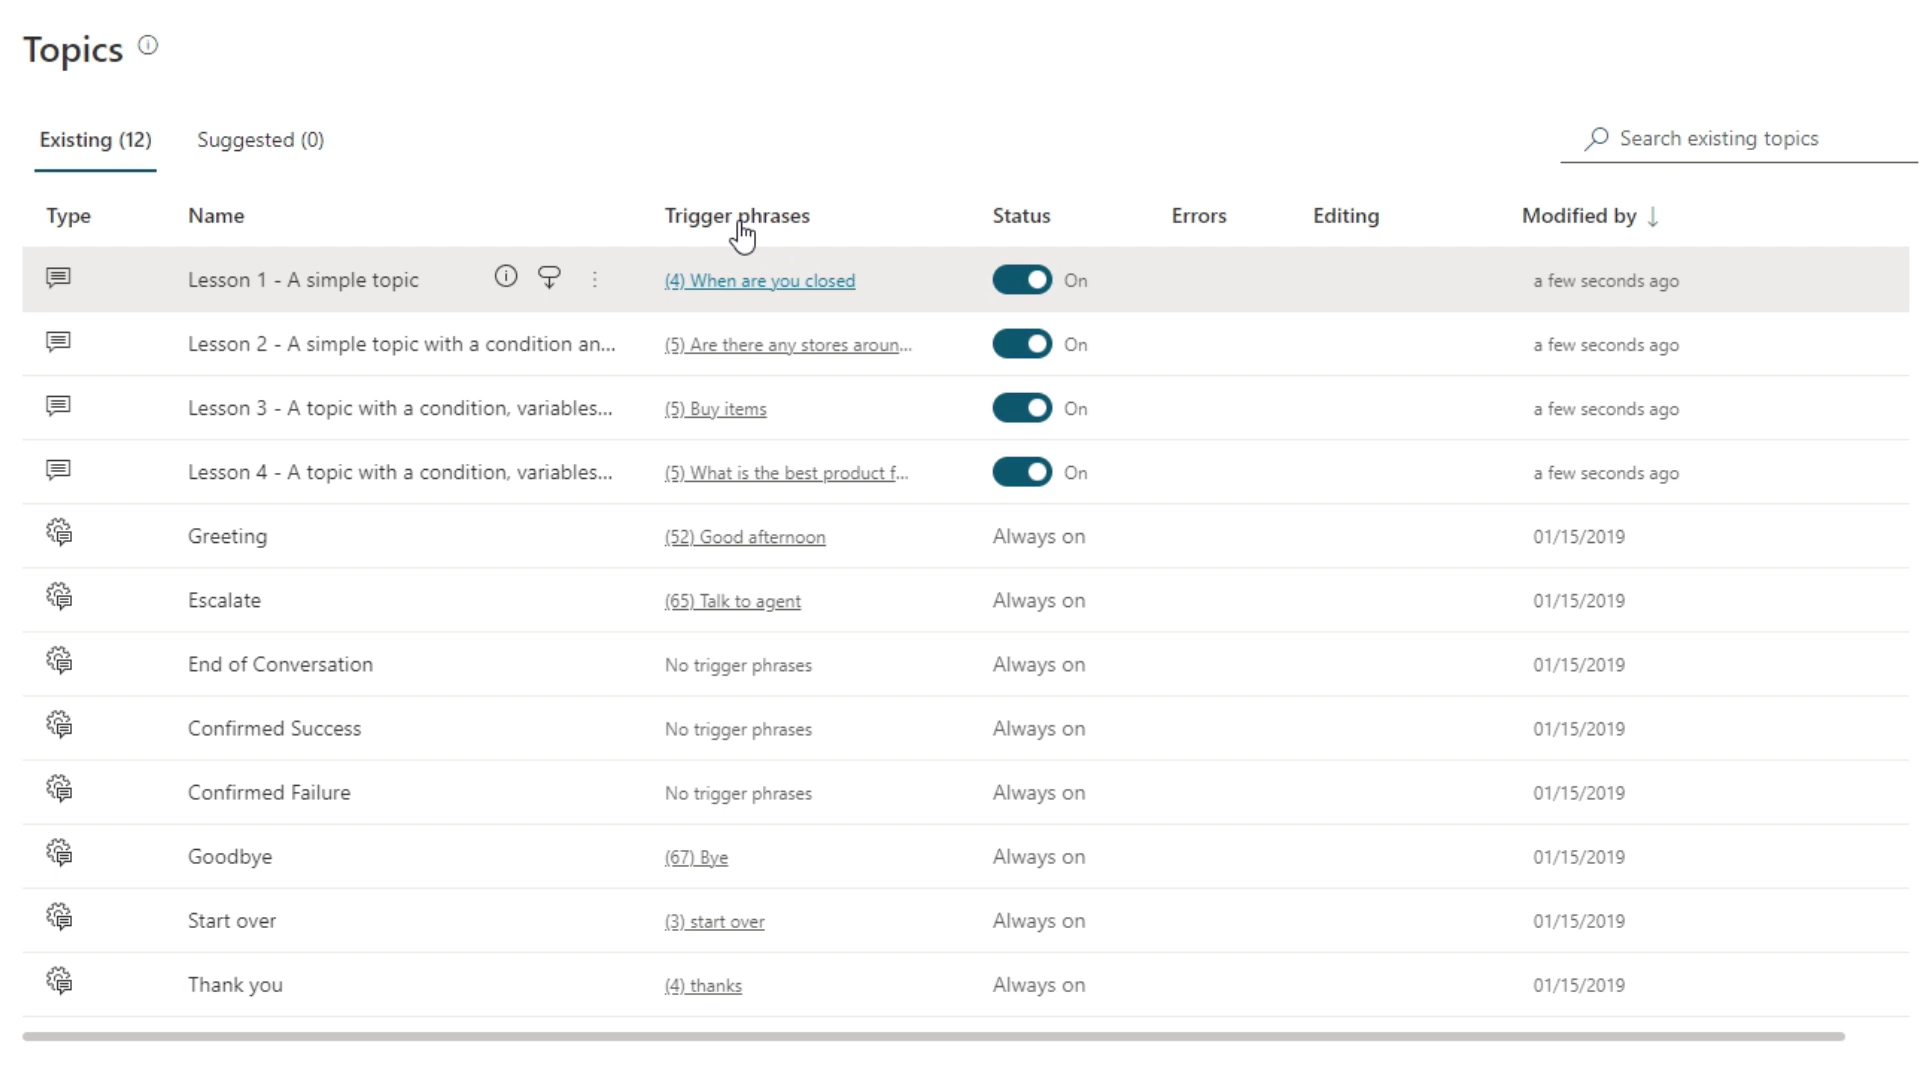 Topics
Existing (12) Suggested (0) Search existing topics
Type Name Trigger phrases Status Errors Editing Modified by
Lesson 1 - A simple topic (4) When are you closed On a few seconds ago
Lesson 2 - A simple topic with a condition an... (5) Are there any stores aroun... On a few seconds ago
Lesson 3 - A topic with a condition, variables... (5) Buy items On a few seconds ago
Lesson 4 - A topic with a condition, variables... (5) What is the best product f... On a few seconds ago
Greeting (52) Good afternoon Always on 01/15/2019
Escalate (65) Talk to agent Always on 01/15/2019
End of Conversation No trigger phrases Always on 01/15/2019
Confirmed Success No trigger phrases Always on 01/15/2019
Confirmed Failure No trigger phrases Always on 01/15/2019
Goodbye (67) Bye Always on 01/15/2019
Start over (3) start over Always on 01/15/2019
Thank you (4) thanks Always on 01/15/2019